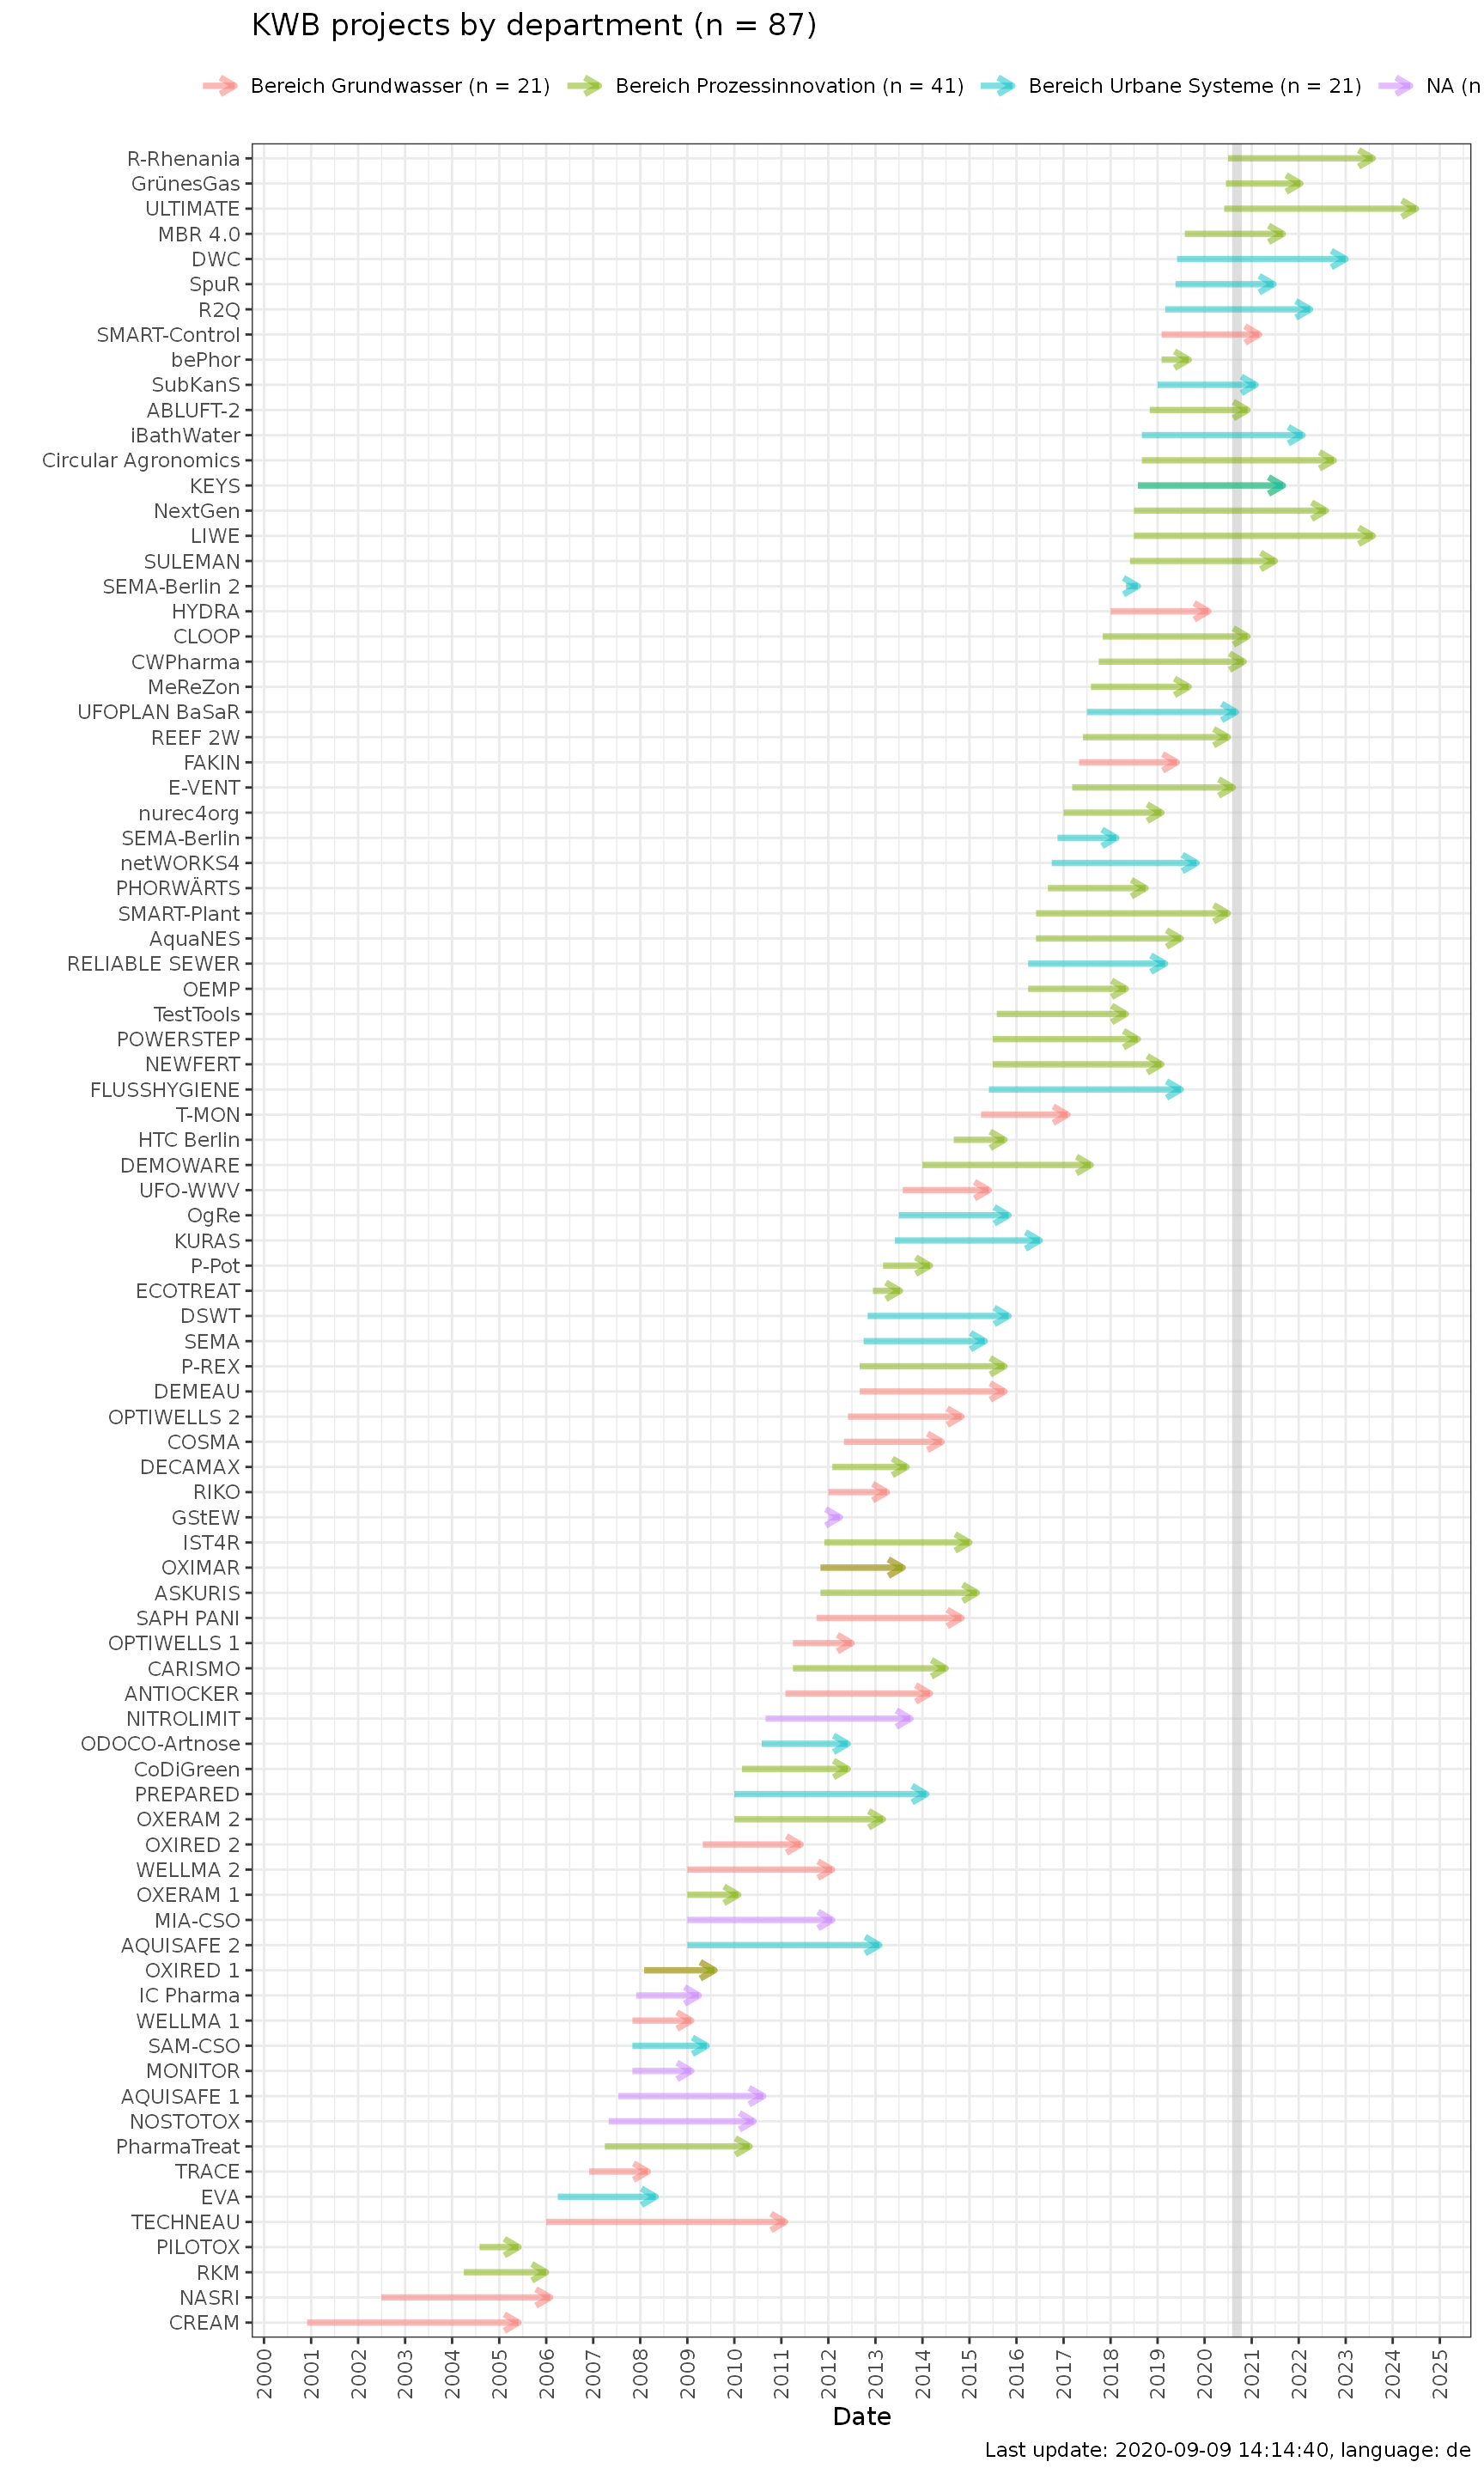 KWB projects by department (n = 87)
Bereich Grundwasser (n = 21) Bereich Prozessinnovation (n = 41) Bereich Urbane Systeme (n = 21) NA (n
R-Rhenania
GrünesGas
ULTIMATE
MBR 4.0
DWC
SpuR
R2Q
SMART-Control
bePhor
SubKanS
ABLUFT-2
iBathWater
Circular Agronomics
KEYS
NextGen
LIWE
SULEMAN
SEMA-Berlin 2
HYDRA
CLOOP
CWPharma
MeReZon
UFOPLAN BaSaR
REEF 2W
FAKIN
E-VENT
nurec4org
SEMA-Berlin
netWORKS4
PHORWÄRTS
SMART-Plant
AquaNES
RELIABLE SEWER
OEMP
TestTools
POWERSTEP
NEWFERT
FLUSSHYGIENE
T-MON
HTC Berlin
DEMOWARE
UFO-WWV
OgRe
KURAS
P-Pot
ECOTREAT
DSWT
SEMA
P-REX
DEMEAU
OPTIWELLS 2
COSMA
DECAMAX
RIKO
GStEW
IST4R
OXIMAR
ASKURIS
SAPH PANI
OPTIWELLS 1
CARISMO
ANTIOCKER
NITROLIMIT
ODOCO-Artnose
CoDiGreen
PREPARED
OXERAM 2
OXIRED 2
WELLMA 2
OXERAM 1
MIA-CSO
AQUISAFE 2
OXIRED 1
IC Pharma
WELLMA 1
SAM-CSO
MONITOR
AQUISAFE 1
NOSTOTOX
PharmaTreat
TRACE
EVA
TECHNEAU
PILOTOX
RKM
NASRI
CREAM
2000 2001 2002 2003 2004 2005 2006 2007 2008 2009 2010 2011 2012 2013 2014 2015 2016 2017 2018 2019 2020 2021 2022 2023 2024 2025
Date
Last update: 2020-09-09 14:14:40, language: de